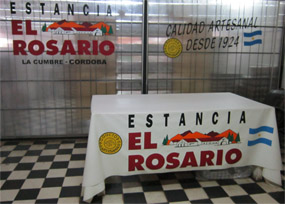 ESTANCIA
EL
ROSARIO
LA CUMBRE - CORDOBA
CALIDAD ARTESANAL
DESDE 1924
ESTANCIA
EL
ROSARIO